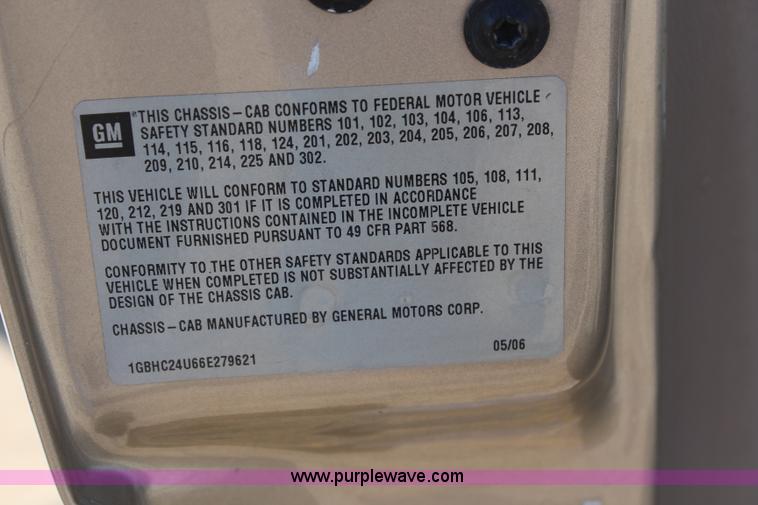 GM
*THIS CHASSIS-CAB CONFORMS TO FEDERAL MOTOR VEHICLE
SAFETY STANDARD NUMBERS 101, 102, 103, 104, 106, 113,
114, 115, 116, 118, 124, 201, 202, 203, 204, 205, 206, 207, 208,
209, 210, 214, 225 AND 302.
THIS VEHICLE WILL CONFORM TO STANDARD NUMBERS 105, 108, 111,
120, 212, 219 AND 301 IF IT IS COMPLETED IN ACCORDANCE
WITH THE INSTRUCTIONS CONTAINED IN THE INCOMPLETE VEHICLE
DOCUMENT FURNISHED PURSUANT TO 49 CFR PART 568.
CONFORMITY TO THE OTHER SAFETY STANDARDS APPLICABLE TO THIS
VEHICLE WHEN COMPLETED IS NOT SUBSTANTIALLY AFFECTED BY THE
DESIGN OF THE CHASSIS CAB.
CHASSIS-CAB MANUFACTURED BY GENERAL MOTORS CORP.
1GBHC24U66E279621 05/06
www.purplewave.com